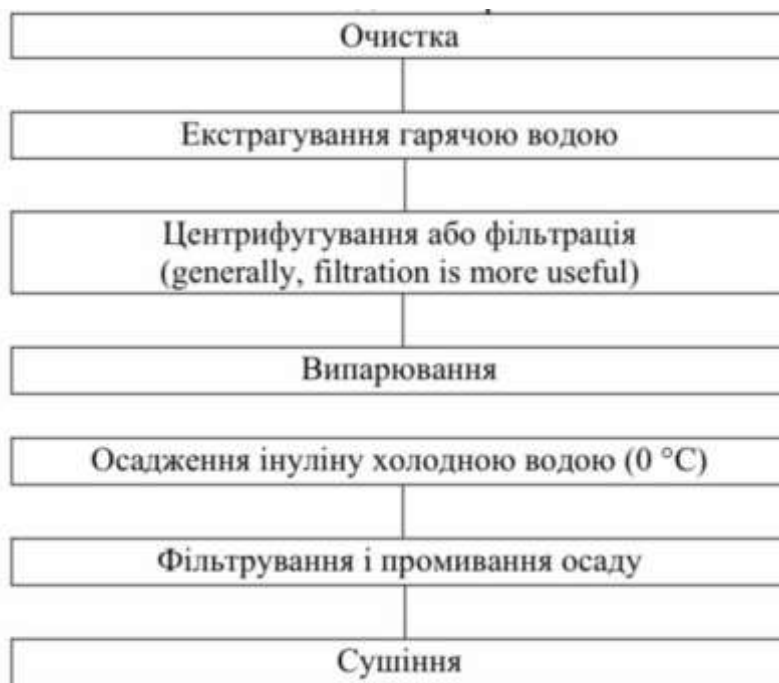 Очистка
Екстрагування гарячою водою
Центрифугування або фільтрація
(generally, filtration is more useful)
Випарювання
Осадження інуліну холодною водою (0 °C)
Фільтрування і промивання осаду
Сушіння